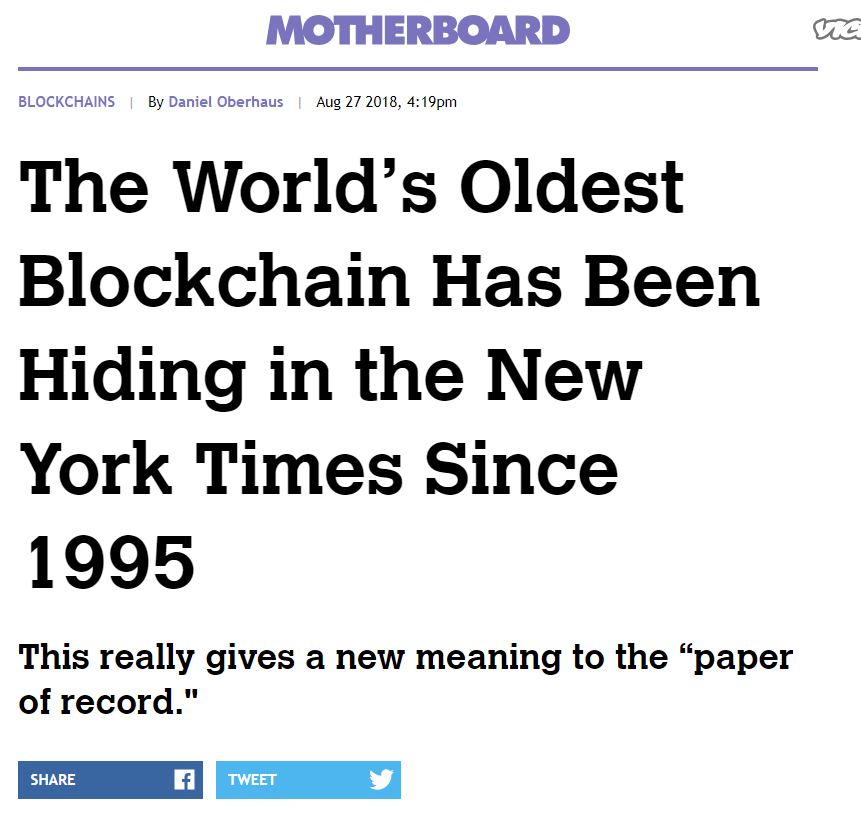 MOTHERBOARD
VICE
BLOCKCHAINS | By Daniel Oberhaus | Aug 27 2018, 4:19pm
The World’s Oldest
Blockchain Has Been
Hiding in the New
York Times Since
1995
This really gives a new meaning to the “paper
of record."
SHARE
TWEET